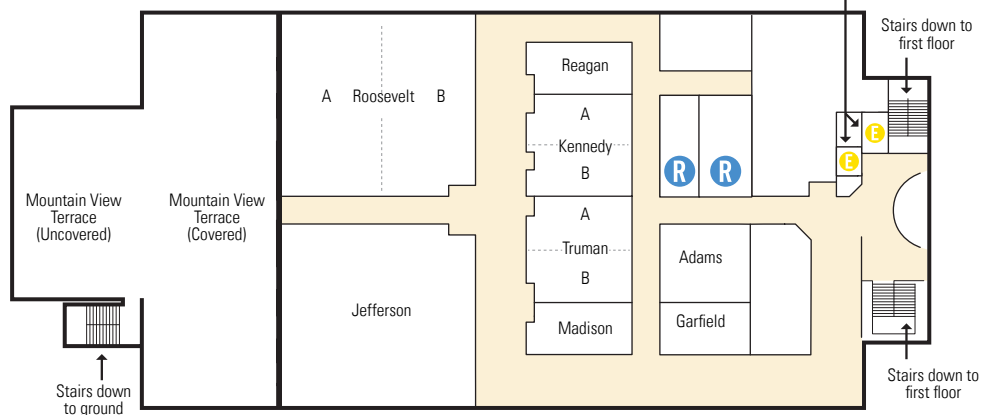 Stairs down to
first floor
Reagan
A Roosevelt B
A
Kennedy
B
E
E
R
R
Mountain View
Terrace
(Uncovered)
Mountain View
Terrace
(Covered)
A
Truman
B
Adams
Jefferson
Madison
Garfield
Stairs down
to ground
Stairs down to
first floor